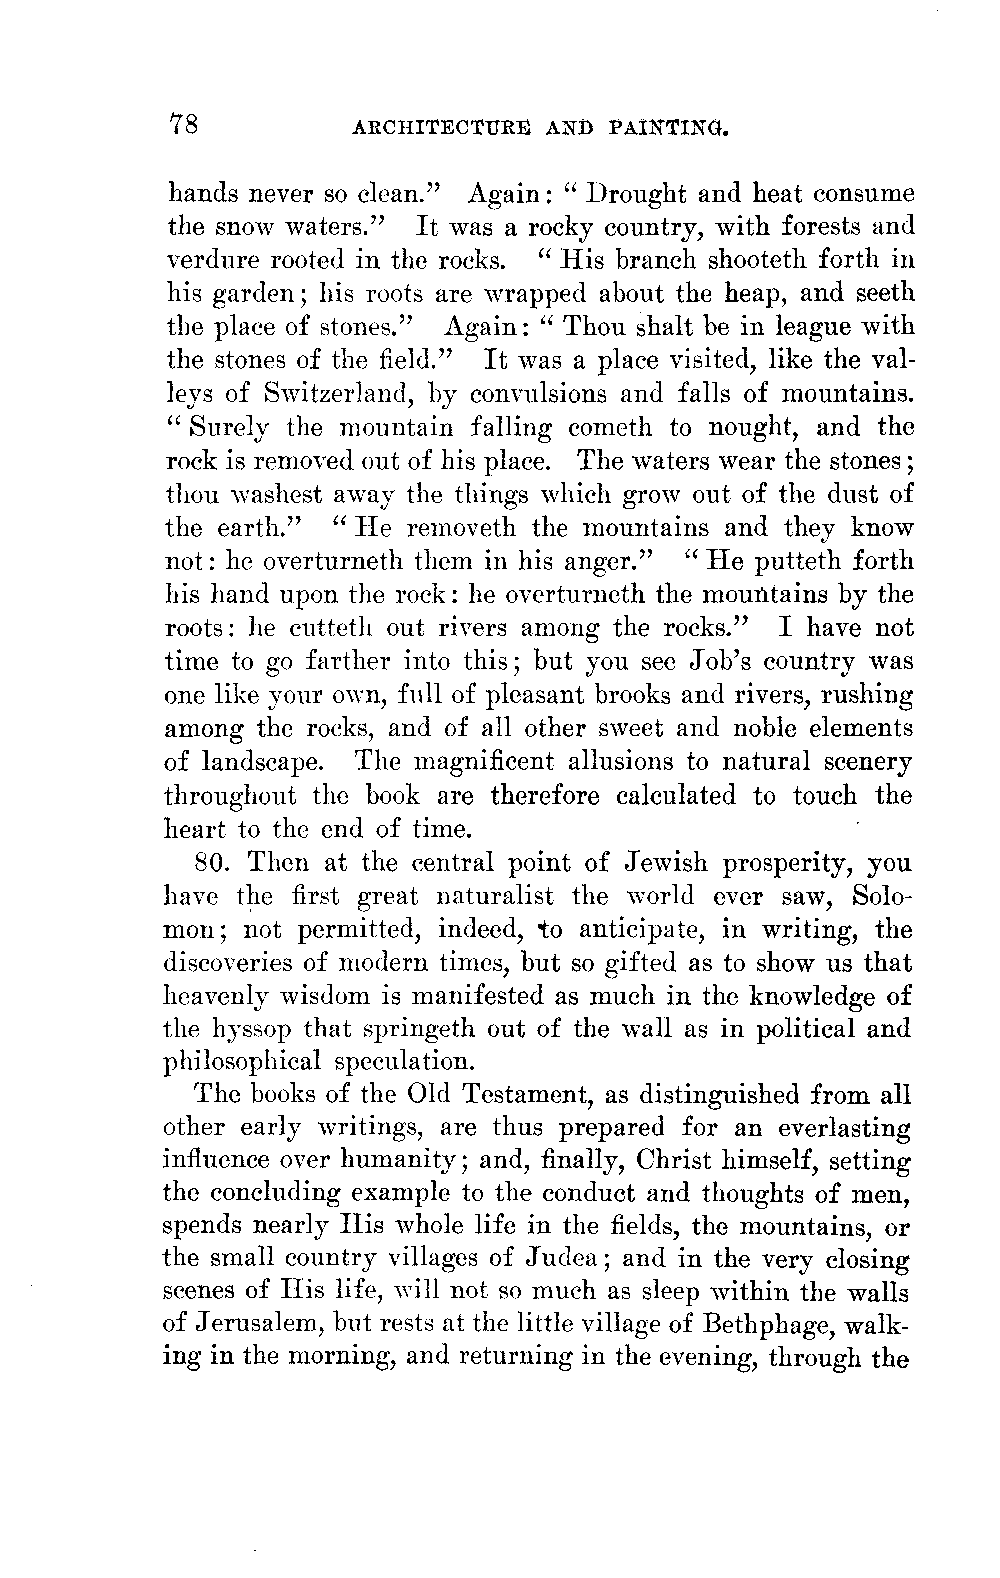 78 ARCHITECTURE AND PAINTING.
hands never so clean." Again: " Drought and heat consume
the snow waters." It was a rocky country, with forests and
verdure rooted in the rocks. " His branch shooteth forth in
his garden; his roots are wrapped about the heap, and seeth
the place of stones." Again: " Thou shalt be in league with
the stones of the field." It was a place visited, like the val-
leys of Switzerland, by convulsions and falls of mountains.
" Surely the mountain falling cometh to nought, and the
rock is removed out of his place. The waters wear the stones;
thou washest away the things which grow out of the dust of
the earth." " He removeth the mountains and they know
not: he overturneth them in his anger." " He putteth forth
his hand upon the rock: he overturneth the mountains by the
roots: he cutteth out rivers among the rocks." I have not
time to go farther into this; but you see Job's country was
one like your own, full of pleasant brooks and rivers, rushing
among the rocks, and of all other sweet and noble elements
of landscape. The magnificent allusions to natural scenery
throughout the book are therefore calculated to touch the
heart to the end of time.
80. Then at the central point of Jewish prosperity, you
have the first great naturalist the world ever saw, Solo-
mon; not permitted, indeed, to anticipate, in writing, the
discoveries of modern times, but so gifted as to show us that
heavenly wisdom is manifested as much in the knowledge of
the hyssop that springeth out of the wall as in political and
philosophical speculation.
The books of the Old Testament, as distinguished from all
other early writings, are thus prepared for an everlasting
influence over humanity; and, finally, Christ himself, setting
the concluding example to the conduct and thoughts of men,
spends nearly His whole life in the fields, the mountains, or
the small country villages of Judea; and in the very closing
scenes of His life, will not so much as sleep within the walls
of Jerusalem, but rests at the little village of Bethphage, walk-
ing in the morning, and returning in the evening, through the